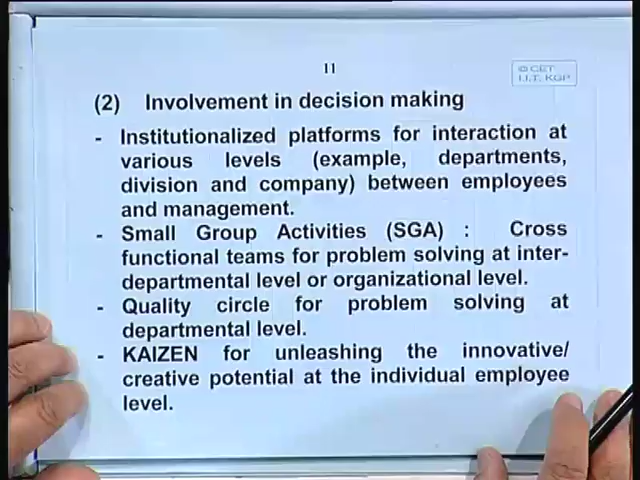 11
© CET
I.I.T. KGP
(2) Involvement in decision making
- Institutionalized platforms for interaction at
various levels (example, departments,
division and company) between employees
and management.
- Small Group Activities (SGA) : Cross
functional teams for problem solving at inter-
departmental level or organizational level.
- Quality circle for problem solving at
departmental level.
- KAIZEN for unleashing the innovative/
creative potential at the individual employee
level.